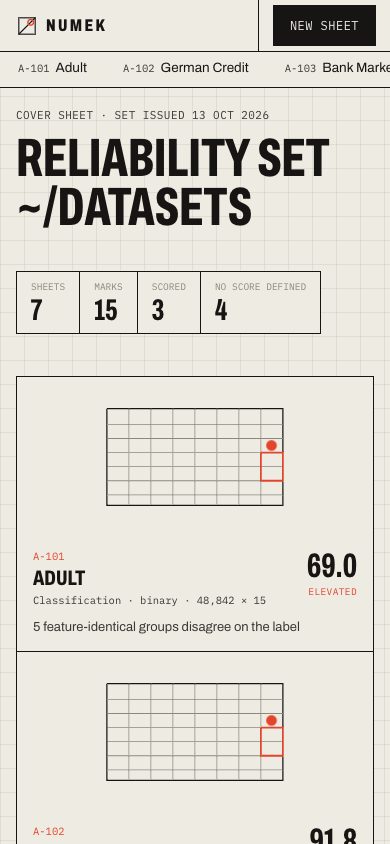 NUMEK
NEW SHEET
A-101 Adult A-102 German Credit A-103 Bank Marke
COVER SHEET · SET ISSUED 13 OCT 2026
RELIABILITY SET
~/DATASETS
SHEETS MARKS SCORED NO SCORE DEFINED
7 15 3 4
A-101
ADULT
69.0
ELEVATED
Classification · binary · 48,842 × 15
5 feature-identical groups disagree on the label
A-102
91.8